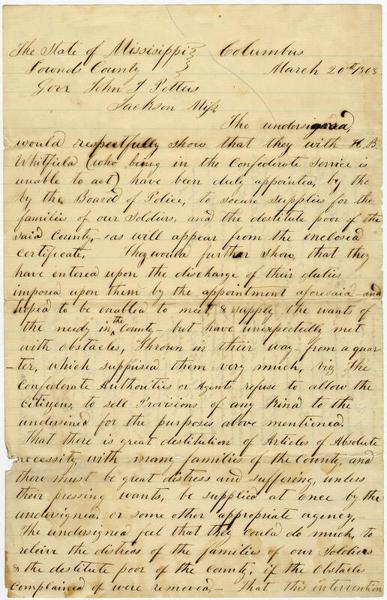 The State of Mississippi } Columbus
Lownds County } March 20th 1863
Govr John J Pettus
Jackson Miss
The undersigned,
would respectfully show that they with H. B.
Whitfield (who being in the Confederate Service is
unable to act) have been duly appointed, by the
by the Board of Police, to secure supplies for the
families of our Soldiers, and the destitute poor of the
said County, as will appear from the inclosed
certificate. They would further show, that they
have entered upon the discharge of their duties
imposed upon them by the appointment aforesaid and
hoped to be enabled to meet & supply the wants of
the needy in the County - but have unexpectedly met
with obstacles, thrown in their way from a quar-
ter, which supprised them very much, Viz The
Confederate Authorities or Agents refuse to allow the
citizens, to sell Provisions of any kind to the
undersined for the purposes above mentioned.
That there is great destitution of Articles of Absolute
necessity with many families of the County, and
there must be great distress and suffering, unless
their pressing wants, be supplied at once by the
undersigned, or some other appropriate agency.
The undersigned feel that they could do much, to
releive the distress of the families of our Soldiers
& the destitute poor of the County, if the Obstacles
complained of were removed - That this intervention